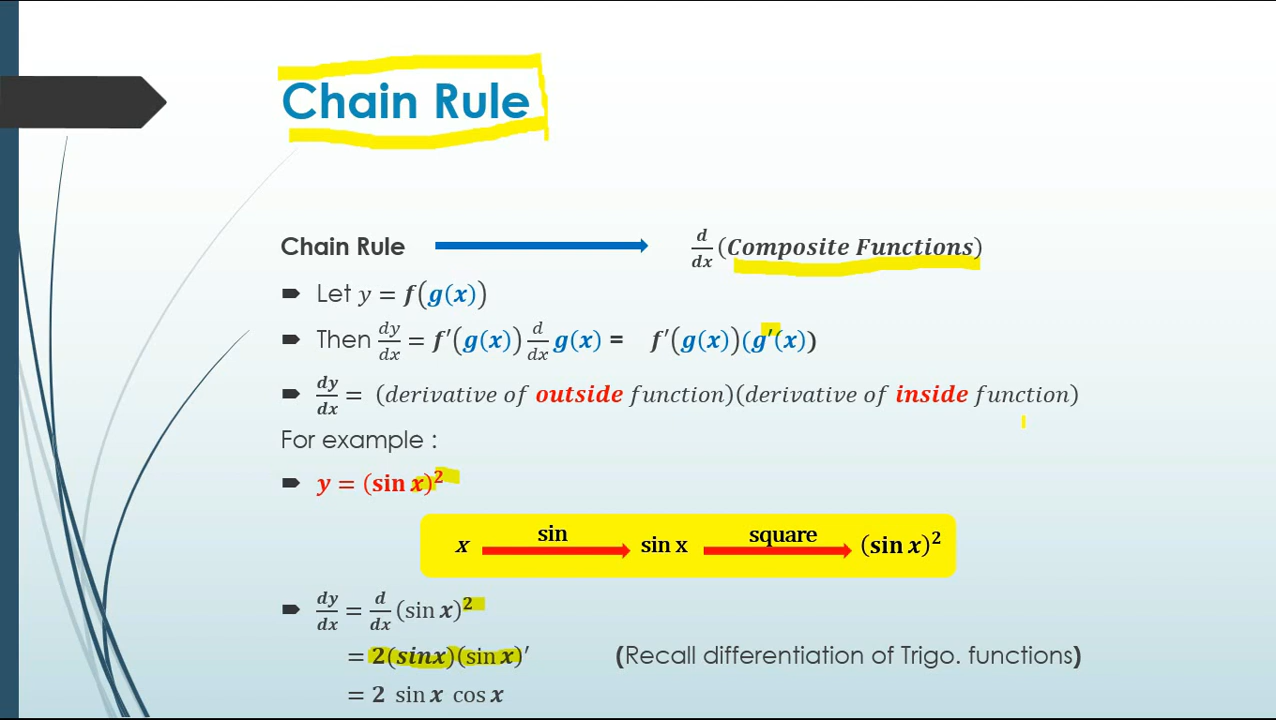 Chain Rule
Chain Rule d/dx (Composite Functions)
Let y = f(g(x))
Then dy/dx = f′(g(x)) d/dx g(x) = f′(g(x))(g′(x))
dy/dx = (derivative of outside function)(derivative of inside function)
For example :
y = (sin x)²
x sin sin x square (sin x)²
dy/dx = d/dx (sin x)²
= 2(sinx)(sin x)′ (Recall differentiation of Trigo. functions)
= 2 sin x cos x